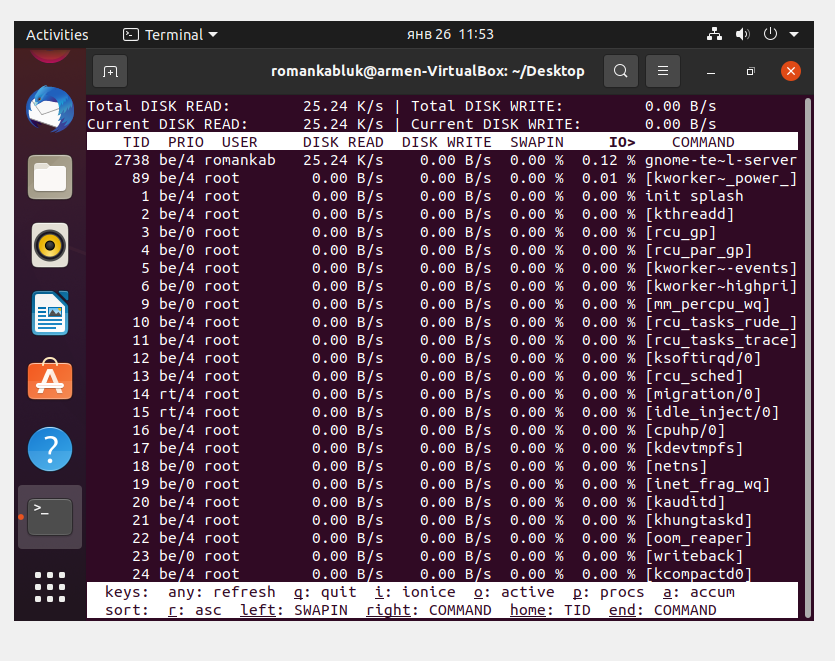 Activities Terminal янв 26 11:53
romankabluk@armen-VirtualBox: ~/Desktop
Total DISK READ: 25.24 K/s | Total DISK WRITE: 0.00 B/s
Current DISK READ: 25.24 K/s | Current DISK WRITE: 0.00 B/s
TID PRIO USER DISK READ DISK WRITE SWAPIN IO> COMMAND
2738 be/4 romankab 25.24 K/s 0.00 B/s 0.00 % 0.12 % gnome-te~l-server
89 be/4 root 0.00 B/s 0.00 B/s 0.00 % 0.01 % [kworker~_power_]
1 be/4 root 0.00 B/s 0.00 B/s 0.00 % 0.00 % init splash
2 be/4 root 0.00 B/s 0.00 B/s 0.00 % 0.00 % [kthreadd]
3 be/0 root 0.00 B/s 0.00 B/s 0.00 % 0.00 % [rcu_gp]
4 be/0 root 0.00 B/s 0.00 B/s 0.00 % 0.00 % [rcu_par_gp]
5 be/4 root 0.00 B/s 0.00 B/s 0.00 % 0.00 % [kworker~-events]
6 be/0 root 0.00 B/s 0.00 B/s 0.00 % 0.00 % [kworker~highpri]
9 be/0 root 0.00 B/s 0.00 B/s 0.00 % 0.00 % [mm_percpu_wq]
10 be/4 root 0.00 B/s 0.00 B/s 0.00 % 0.00 % [rcu_tasks_rude_]
11 be/4 root 0.00 B/s 0.00 B/s 0.00 % 0.00 % [rcu_tasks_trace]
12 be/4 root 0.00 B/s 0.00 B/s 0.00 % 0.00 % [ksoftirqd/0]
13 be/4 root 0.00 B/s 0.00 B/s 0.00 % 0.00 % [rcu_sched]
14 rt/4 root 0.00 B/s 0.00 B/s 0.00 % 0.00 % [migration/0]
15 rt/4 root 0.00 B/s 0.00 B/s 0.00 % 0.00 % [idle_inject/0]
16 be/4 root 0.00 B/s 0.00 B/s 0.00 % 0.00 % [cpuhp/0]
17 be/4 root 0.00 B/s 0.00 B/s 0.00 % 0.00 % [kdevtmpfs]
18 be/0 root 0.00 B/s 0.00 B/s 0.00 % 0.00 % [netns]
19 be/0 root 0.00 B/s 0.00 B/s 0.00 % 0.00 % [inet_frag_wq]
20 be/4 root 0.00 B/s 0.00 B/s 0.00 % 0.00 % [kauditd]
21 be/4 root 0.00 B/s 0.00 B/s 0.00 % 0.00 % [khungtaskd]
22 be/4 root 0.00 B/s 0.00 B/s 0.00 % 0.00 % [oom_reaper]
23 be/0 root 0.00 B/s 0.00 B/s 0.00 % 0.00 % [writeback]
24 be/4 root 0.00 B/s 0.00 B/s 0.00 % 0.00 % [kcompactd0]
keys: any: refresh q: quit i: ionice o: active p: procs a: accum
sort: r: asc left: SWAPIN right: COMMAND home: TID end: COMMAND